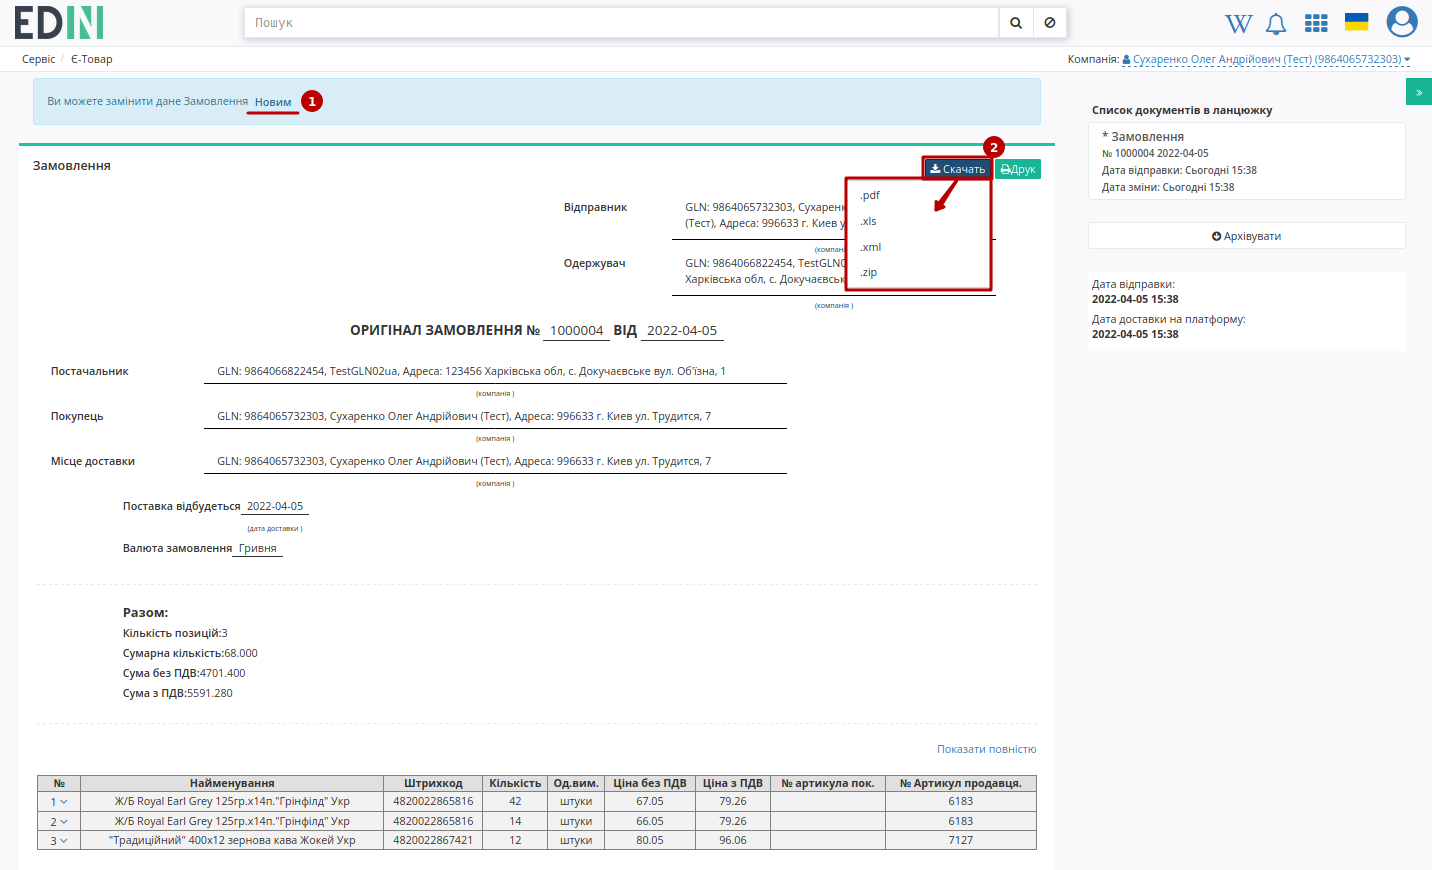 EDIN
Пошук
Сервіс / Є-Товар
Компанія: Сухаренко Олег Андрійович (Тест) (9864065732303)
Ви можете замінити дане Замовлення Новим 1
»
Список документів в ланцюжку
* Замовлення
№ 1000004 2022-04-05
Дата відправки: Сьогодні 15:38
Дата зміни: Сьогодні 15:38
Архівувати
Дата відправки:
2022-04-05 15:38
Дата доставки на платформу:
2022-04-05 15:38
2
Замовлення
Скачать Друк
.pdf
.xls
.xml
.zip
Відправник GLN: 9864065732303,
(Тест), Адреса: 996633 г. Киев
(компані
Одержувач GLN: 9864066822454,
Харківська обл, с.
(компанія )
ОРИГІНАЛ ЗАМОВЛЕННЯ № 1000004 ВІД 2022-04-05
Постачальник GLN: 9864066822454, TestGLN02ua, Адреса: 123456 Харківська обл, с. Докучаєвське вул. Об'їзна, 1
(компанія )
Покупець GLN: 9864065732303, Сухаренко Олег Андрійович (Тест), Адреса: 996633 г. Киев ул. Трудится, 7
(компанія )
Місце доставки GLN: 9864065732303, Сухаренко Олег Андрійович (Тест), Адреса: 996633 г. Киев ул. Трудится, 7
(компанія )
Поставка відбудеться 2022-04-05
(дата доставки )
Валюта замовлення Гривня
Разом:
Кількість позицій:3
Сумарна кількість:68.000
Сума без ПДВ:4701.400
Сума з ПДВ:5591.280
Показати повністю
№ Найменування Штрихкод Кількість Од.вим. Ціна без ПДВ Ціна з ПДВ № артикула пок. № Артикул продавця.
1 Ж/Б Royal Earl Grey 125гр.х14п."Грінфілд" Укр 4820022865816 42 штуки 67.05 79.26 6183
2 Ж/Б Royal Earl Grey 125гр.х14п."Грінфілд" Укр 4820022865816 14 штуки 66.05 79.26 6183
3 "Традиційний" 400х12 зернова кава Жокей Укр 4820022867421 12 штуки 80.05 96.06 7127